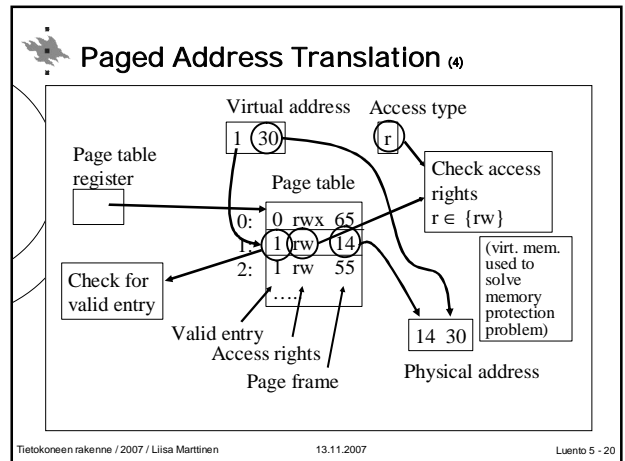 Paged Address Translation (4)
Virtual address
Access type
1 30
r
Page table
register
Page table
Check access
rights
r ∈ {rw}
0: 0 rwx 65
1: 1 rw 14
2: 1 rw 55
....
Check for
valid entry
(virt. mem.
used to
solve
memory
protection
problem)
Valid entry
Access rights
Page frame
14 30
Physical address
Tietokoneen rakenne / 2007 / Liisa Marttinen
13.11.2007
Luento 5 - 20